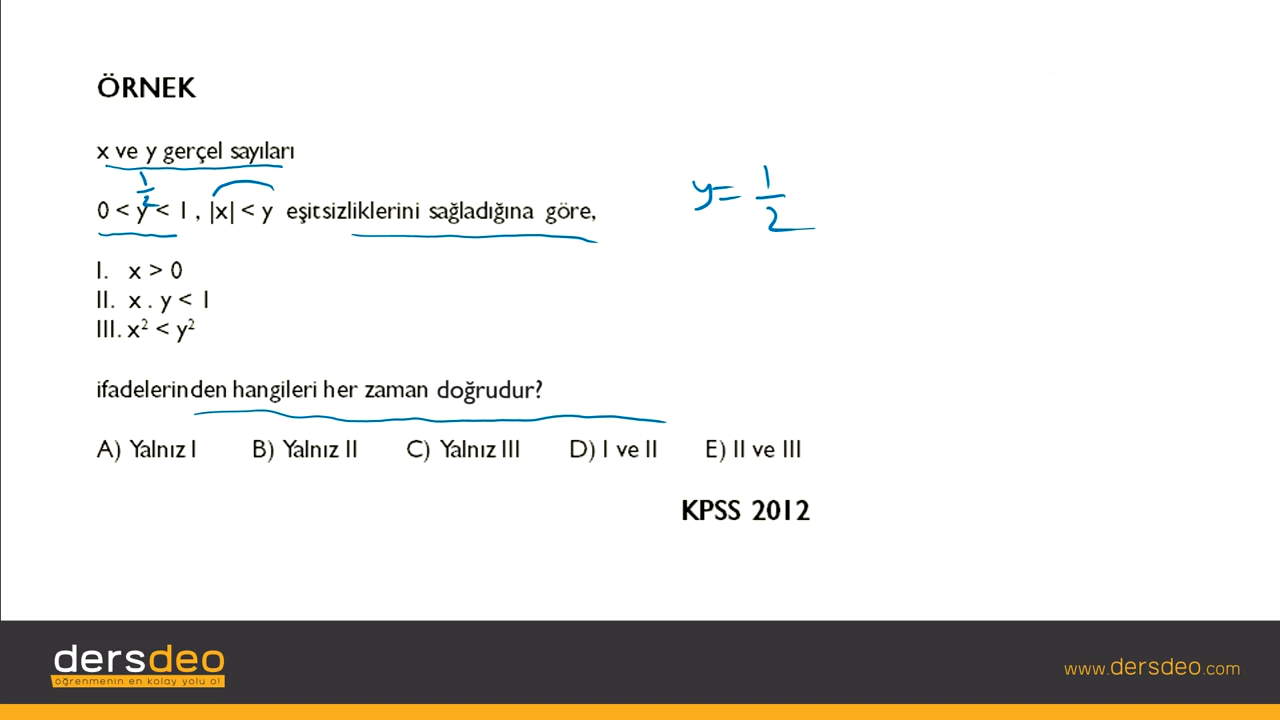 ÖRNEK
x ve y gerçel sayıları
1/2
0 < y < 1 , |x| < y eşitsizliklerini sağladığına göre,
y = 1/2
I. x > 0
II. x . y < 1
III. x² < y²
ifadelerinden hangileri her zaman doğrudur?
A) Yalnız I B) Yalnız II C) Yalnız III D) I ve II E) II ve III
KPSS 2012
dersdeo
öğrenmenin en kolay yolu o!
www.dersdeo.com